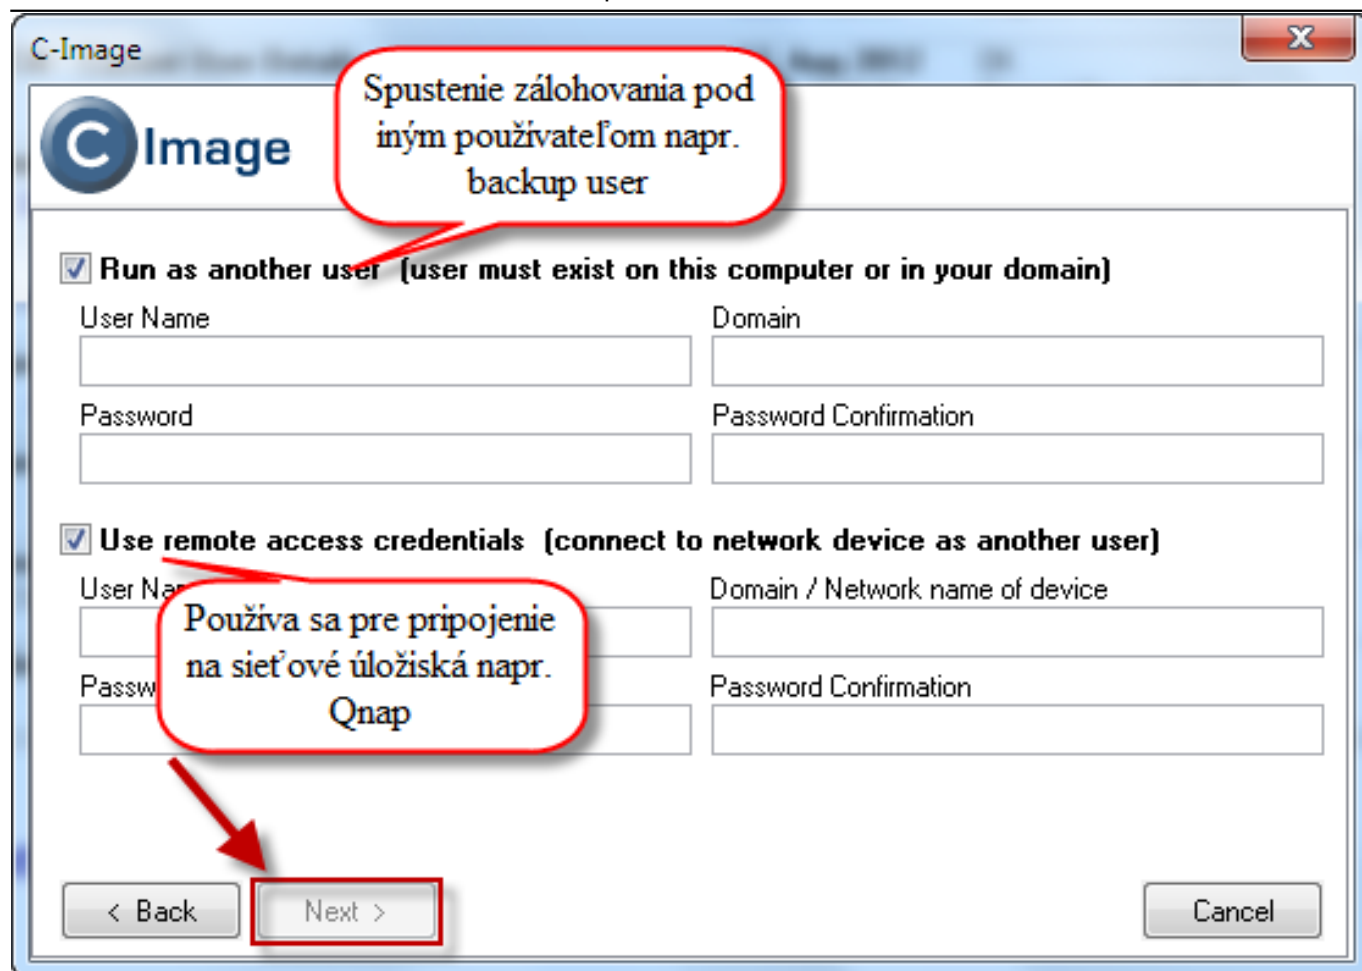 C-Image
C Image
Spustenie zálohovania pod
iným používateľom napr.
backup user
Run as another user (user must exist on this computer or in your domain)
User Name
Domain
Password
Password Confirmation
Use remote access credentials (connect to network device as another user)
User Na
Domain / Network name of device
Používa sa pre pripojenie
na sieťové úložiská napr.
Qnap
Passw
Password Confirmation
< Back
Next >
Cancel